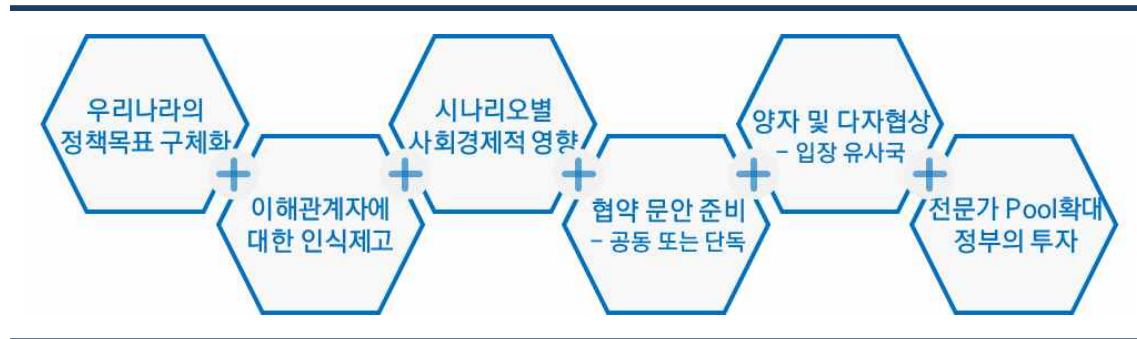 우리나라의
정책목표 구체화
이해관계자에
대한 인식제고
시나리오별
사회경제적 영향
협약 문안 준비
- 공동 또는 단독
양자 및 다자협상
- 입장 유사국
전문가 Pool확대
정부의 투자